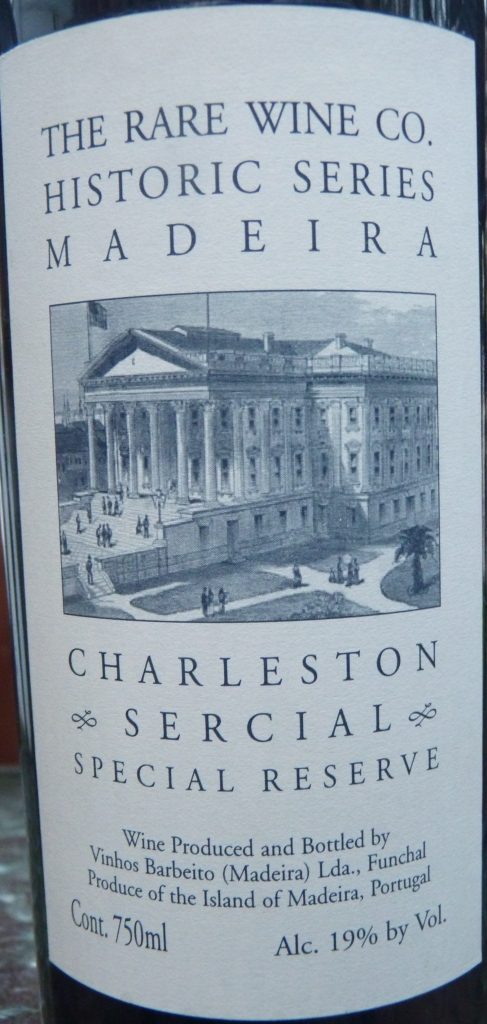 THE RARE WINE CO.
HISTORIC SERIES
MADEIRA
CHARLESTON
SERCIAL
SPECIAL RESERVE
Wine Produced and Bottled by
Vinhos Barbeito (Madeira) Lda., Funchal
Produce of the Island of Madeira, Portugal
Cont. 750ml
Alc. 19% by Vol.